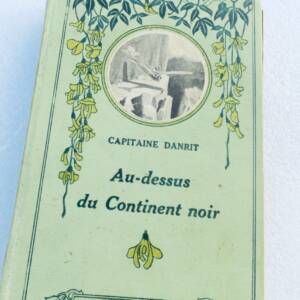 CAPITAINE DANRIT
Au-dessus
du Continent noir